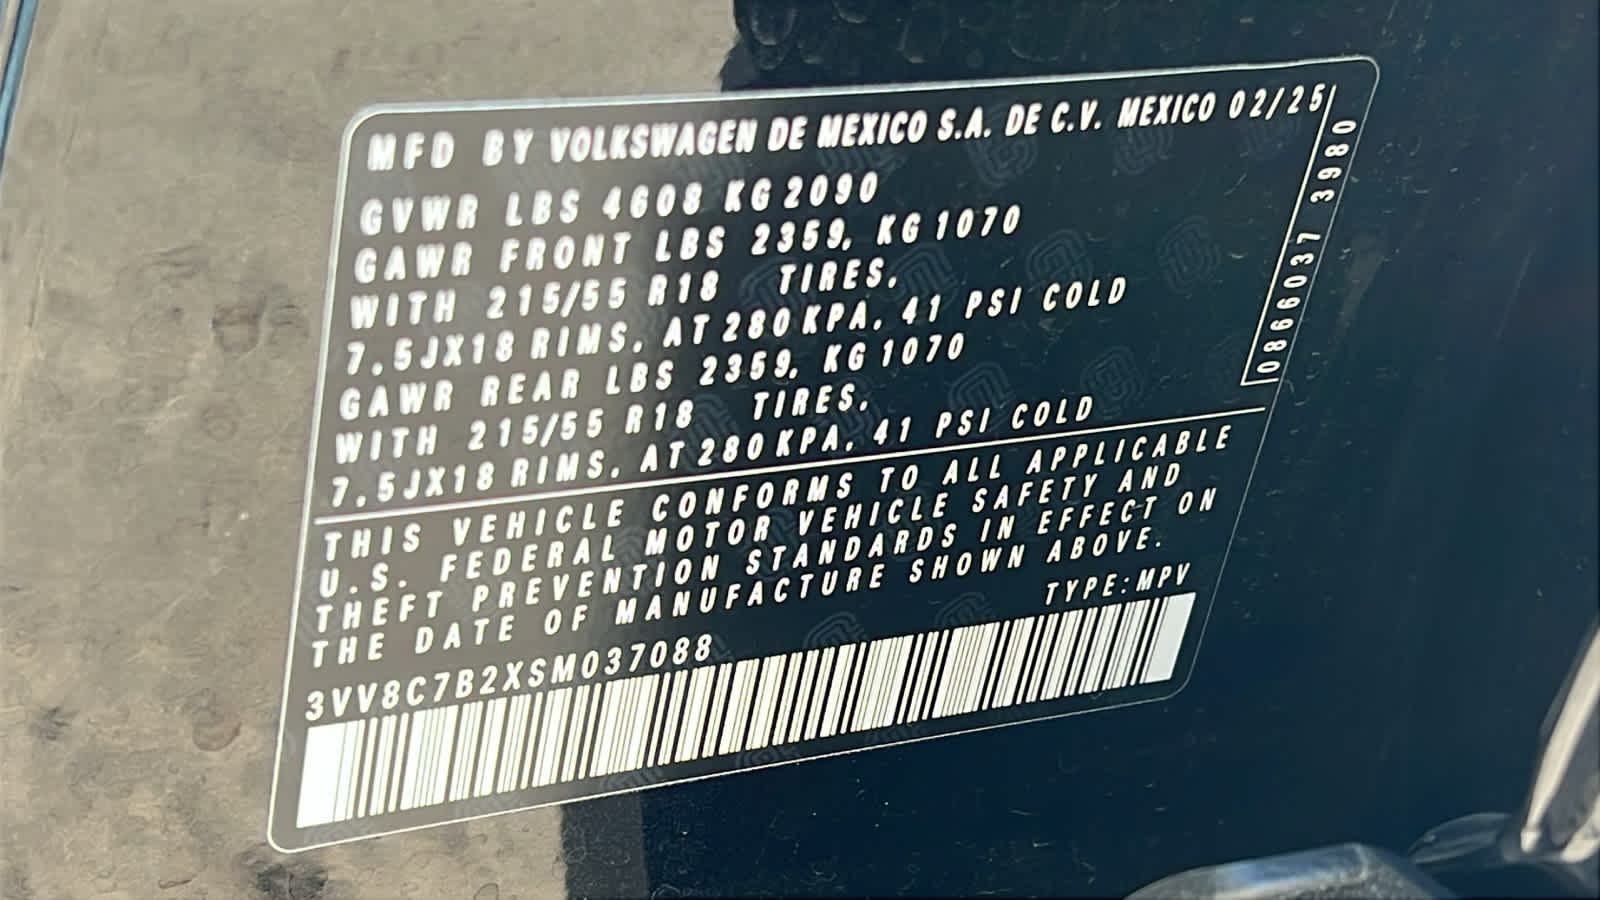 MFD BY VOLKSWAGEN DE MEXICO S.A. DE C.V. MEXICO 02/25
GVWR LBS 4608 KG 2090
GAWR FRONT LBS 2359, KG 1070
WITH 215/55 R18 TIRES.
7.5JX18 RIMS. AT 280 KPA. 41 PSI COLD
GAWR REAR LBS 2359, KG 1070
WITH 215/55 R18 TIRES.
7.5JX18 RIMS. AT 280 KPA. 41 PSI COLD
0866037 3980
THIS VEHICLE CONFORMS TO ALL APPLICABLE
U.S. FEDERAL MOTOR VEHICLE SAFETY AND
THEFT PREVENTION STANDARDS IN EFFECT ON
THE DATE OF MANUFACTURE SHOWN ABOVE.
TYPE:MPV
3VV8C7B2XSM037088